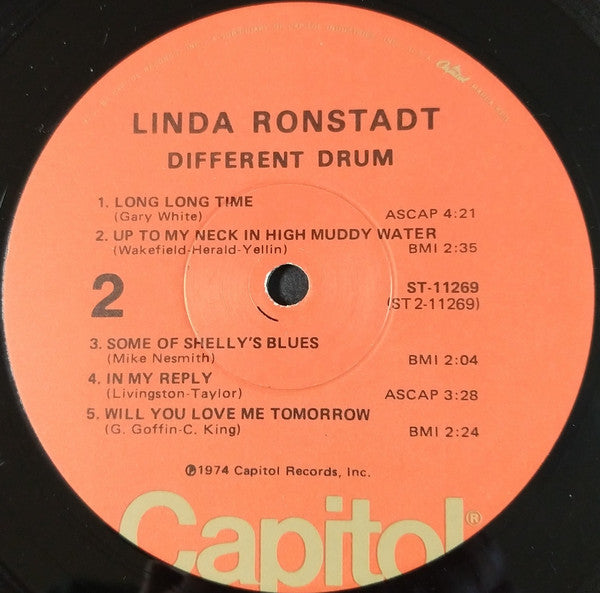 Capitol
LINDA RONSTADT
DIFFERENT DRUM
1. LONG LONG TIME
(Gary White) ASCAP 4:21
2. UP TO MY NECK IN HIGH MUDDY WATER
(Wakefield-Herald-Yellin) BMI 2:35
2
ST-11269
(ST2-11269)
3. SOME OF SHELLY'S BLUES
(Mike Nesmith) BMI 2:04
4. IN MY REPLY
(Livingston-Taylor) ASCAP 3:28
5. WILL YOU LOVE ME TOMORROW
(G. Goffin-C. King) BMI 2:24
℗1974 Capitol Records, Inc.
Capitol®